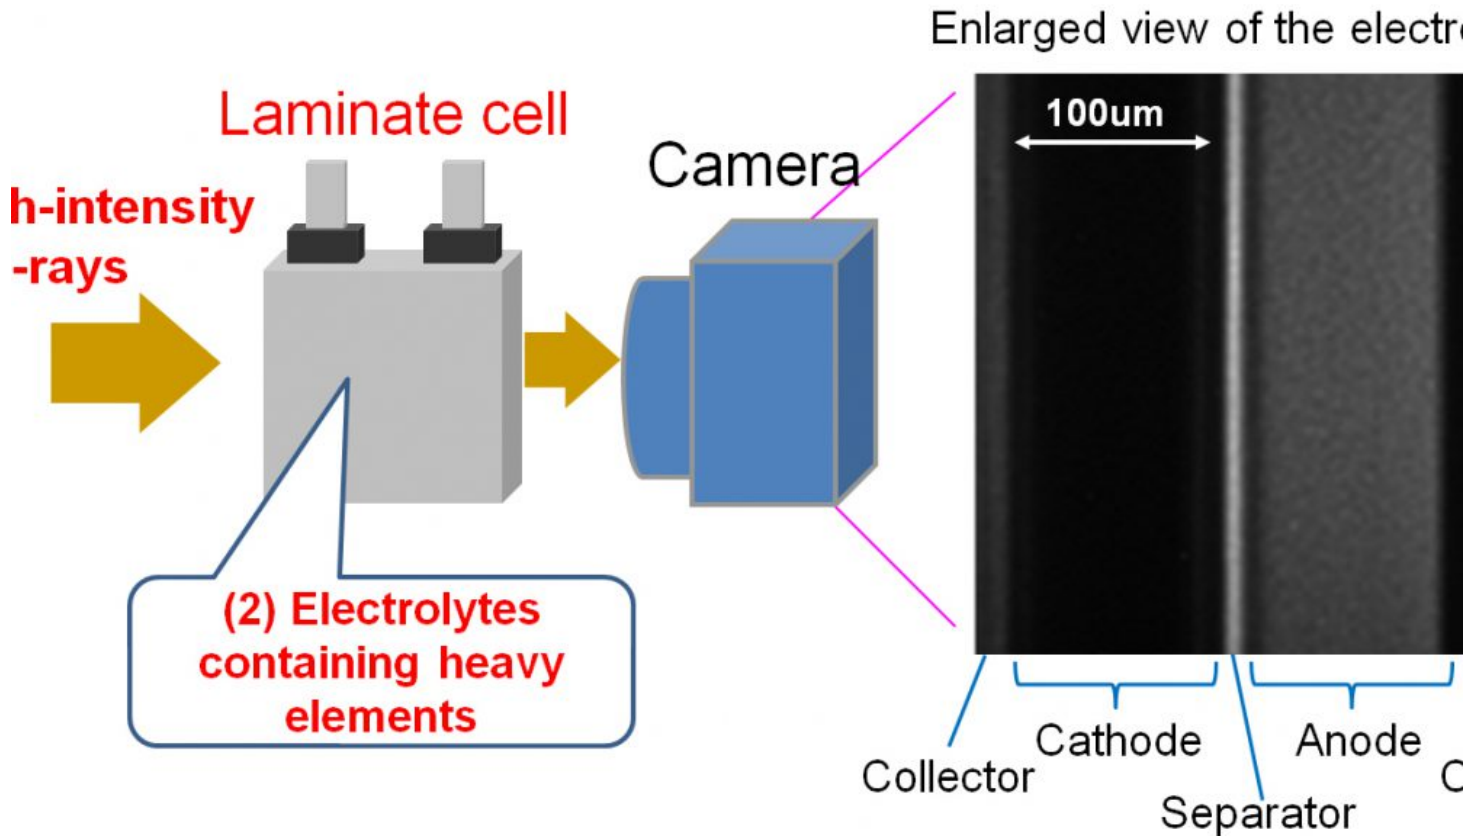 Enlarged view of the electro
Laminate cell
100um
Camera
h-intensity
-rays
(2) Electrolytes
containing heavy
elements
Cathode
Anode
Collector
C
Separator